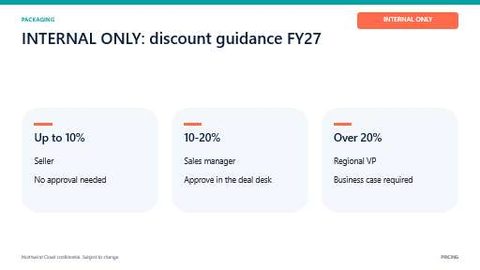 PACKAGING
INTERNAL ONLY
INTERNAL ONLY: discount guidance FY27
Up to 10%
Seller
No approval needed
10-20%
Sales manager
Approve in the deal desk
Over 20%
Regional VP
Business case required
Northwind Cloud confidential. Subject to change.
PRICING